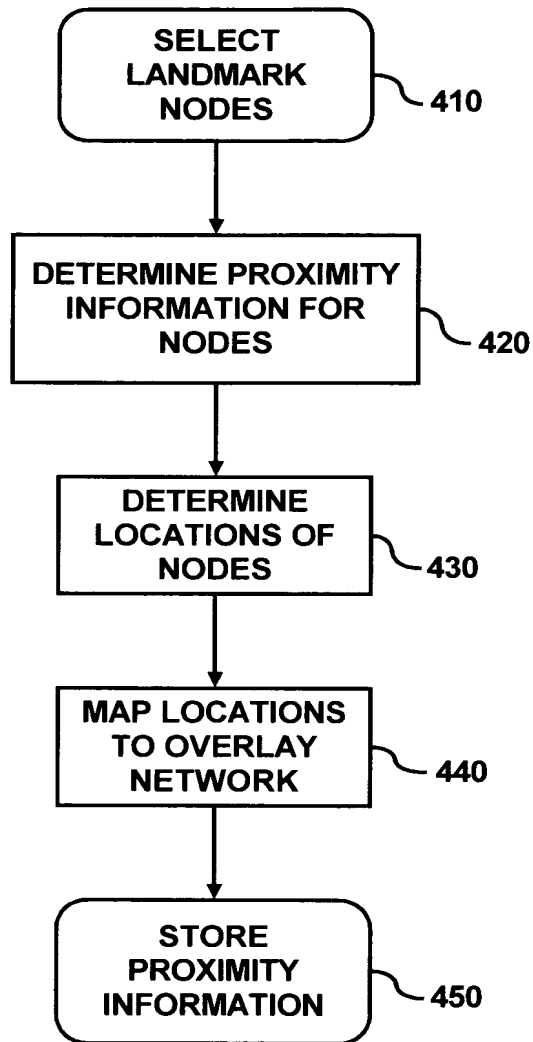 SELECT
LANDMARK
NODES
410
DETERMINE PROXIMITY
INFORMATION FOR
NODES
420
DETERMINE
LOCATIONS OF
NODES
430
MAP LOCATIONS
TO OVERLAY
NETWORK
440
STORE
PROXIMITY
INFORMATION
450